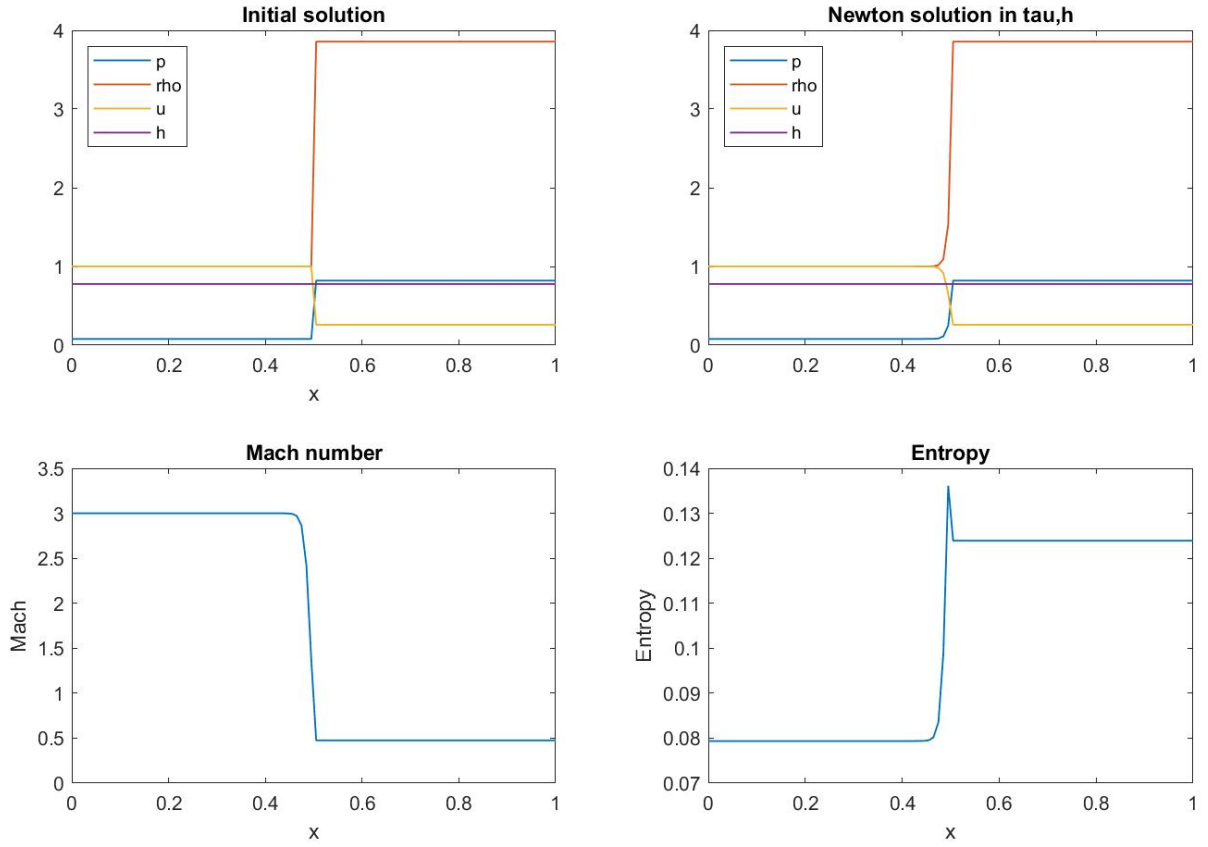 Initial solution
4
3
2
1
0
p
rho
u
h
0 0.2 0.4 0.6 0.8 1
x
Newton solution in tau,h
4
3
2
1
0
p
rho
u
h
0 0.2 0.4 0.6 0.8 1
Mach number
3.5
3
2.5
2
1.5
1
0.5
0
Mach
0 0.2 0.4 0.6 0.8 1
x
Entropy
0.14
0.13
0.12
0.11
0.1
0.09
0.08
0.07
Entropy
0 0.2 0.4 0.6 0.8 1
x